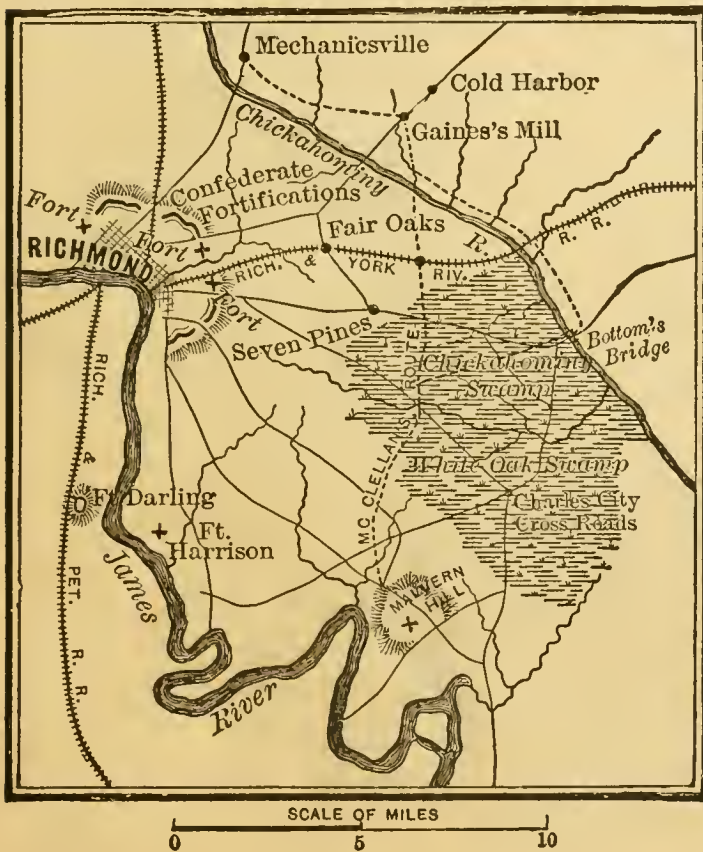 Mechanicsville
Cold Harbor
Chickahominy
R.
Gaines's Mill
Confederate
Fortifications
Fort
RICHMOND
Fort
Fort
Fair Oaks
RICH. & YORK RIV. R. R.
Seven Pines
Bottom's
Bridge
Chickahominy
Swamp
MC CLELLANS ROUTE
White Oak Swamp
Charles City
Cross Roads
RICH. & PET. R. R.
Ft. Darling
Ft.
Harrison
James
River
MALVERN
HILL
SCALE OF MILES
0 5 10